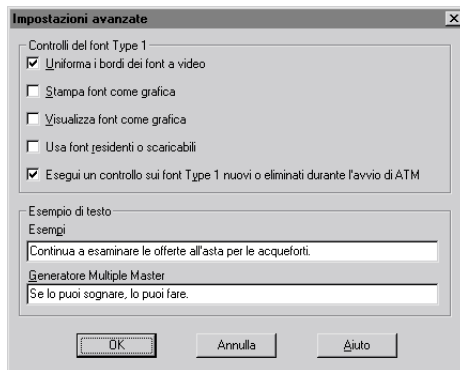 Impostazioni avanzate
Controlli del font Type 1
Uniforma i bordi dei font a video
Stampa font come grafica
Visualizza font come grafica
Usa font residenti o scaricabili
Esegui un controllo sui font Type 1 nuovi o eliminati durante l'avvio di ATM
Esempio di testo
Esempi
Continua a esaminare le offerte all'asta per le acqueforti.
Generatore Multiple Master
Se lo puoi sognare, lo puoi fare.
OK Annulla Aiuto